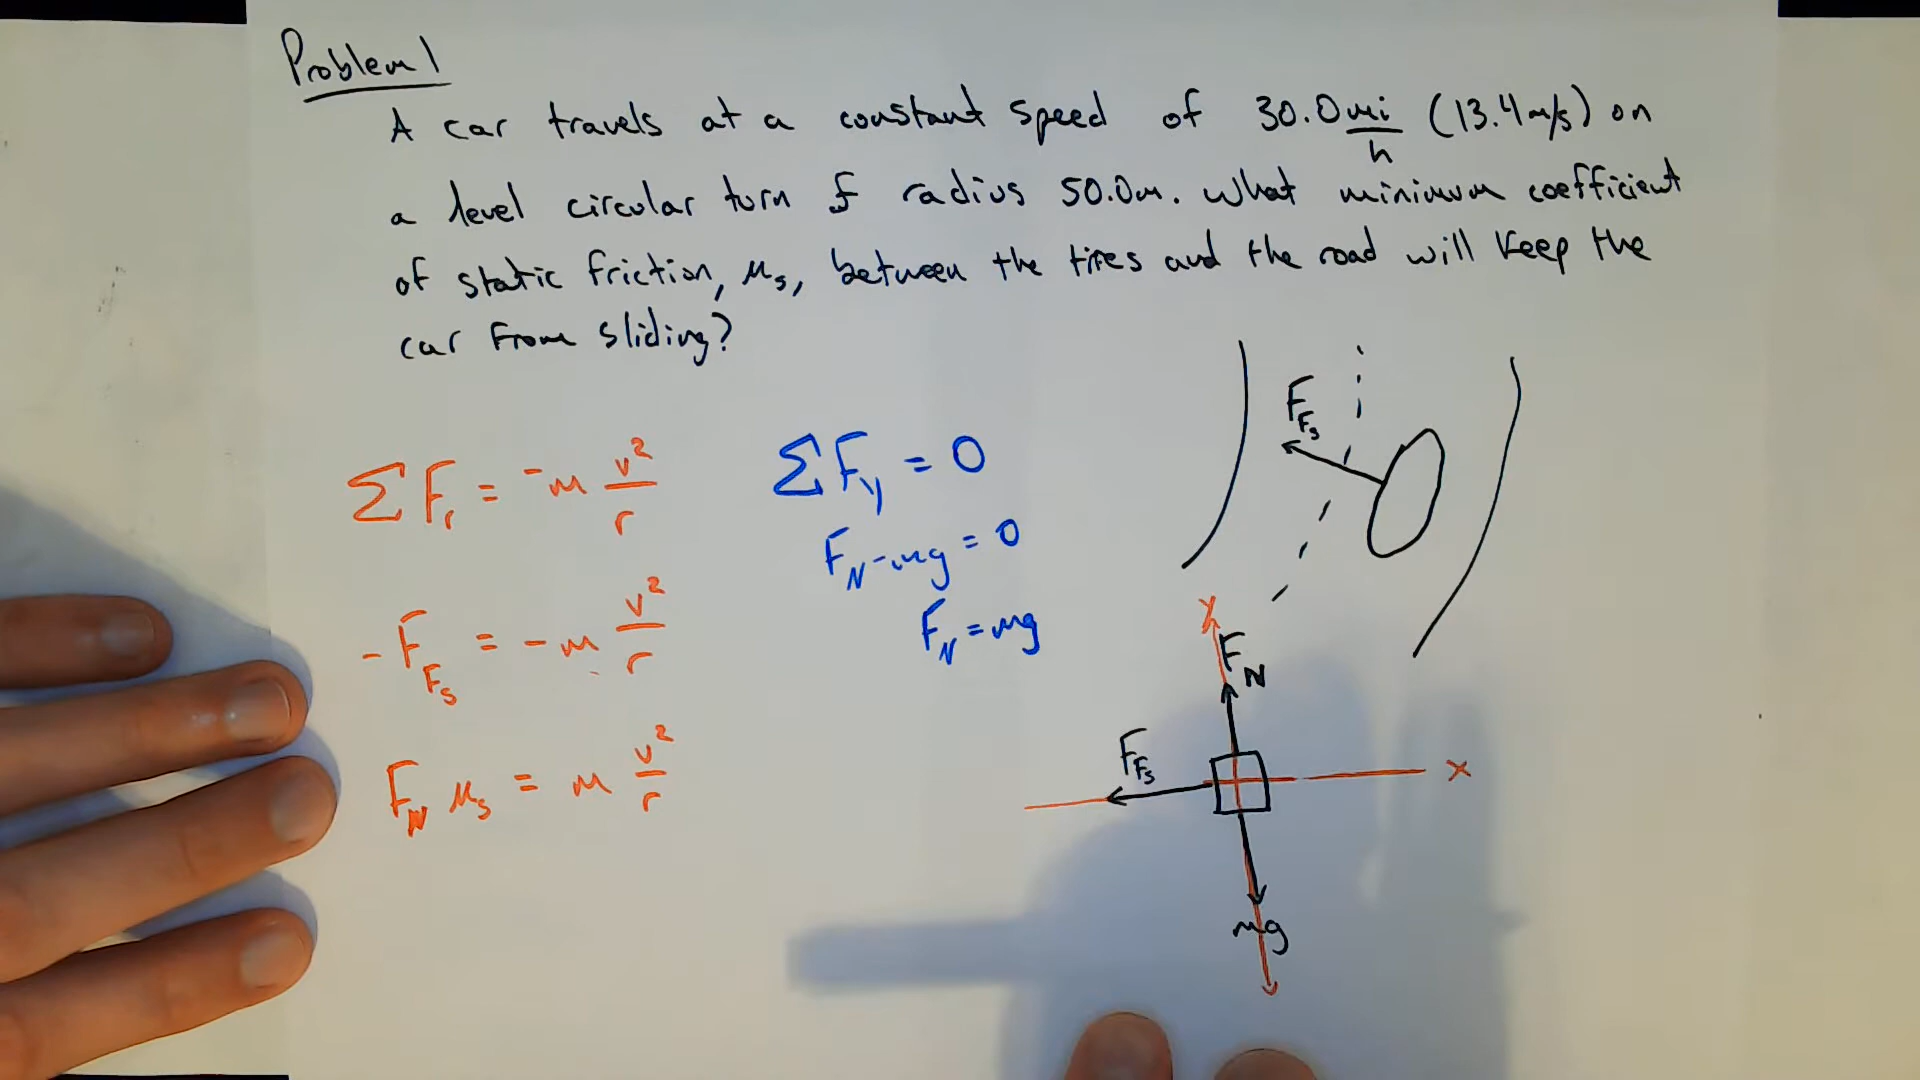 Problem 1
A car travels at a constant speed of 30.0 mi/h (13.4 m/s) on
a level circular turn of radius 50.0m. What minimum coefficient
of static friction, μs, between the tires and the road will keep the
car from sliding?
ΣFr = -m v²/r
-FFs = -m v²/r
FN μs = m v²/r
ΣFy = 0
FN - mg = 0
FN = mg
FFs
y
FN
FFs
x
mg